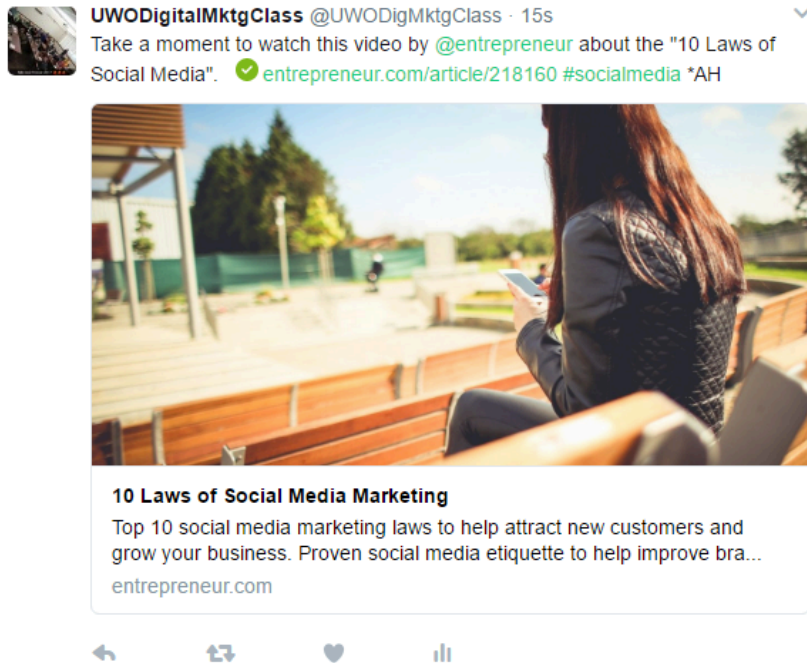 UWODigitalMktgClass @UWODigMktgClass · 15s
Take a moment to watch this video by @entrepreneur about the "10 Laws of
Social Media". entrepreneur.com/article/218160 #socialmedia *AH
10 Laws of Social Media Marketing
Top 10 social media marketing laws to help attract new customers and
grow your business. Proven social media etiquette to help improve bra...
entrepreneur.com